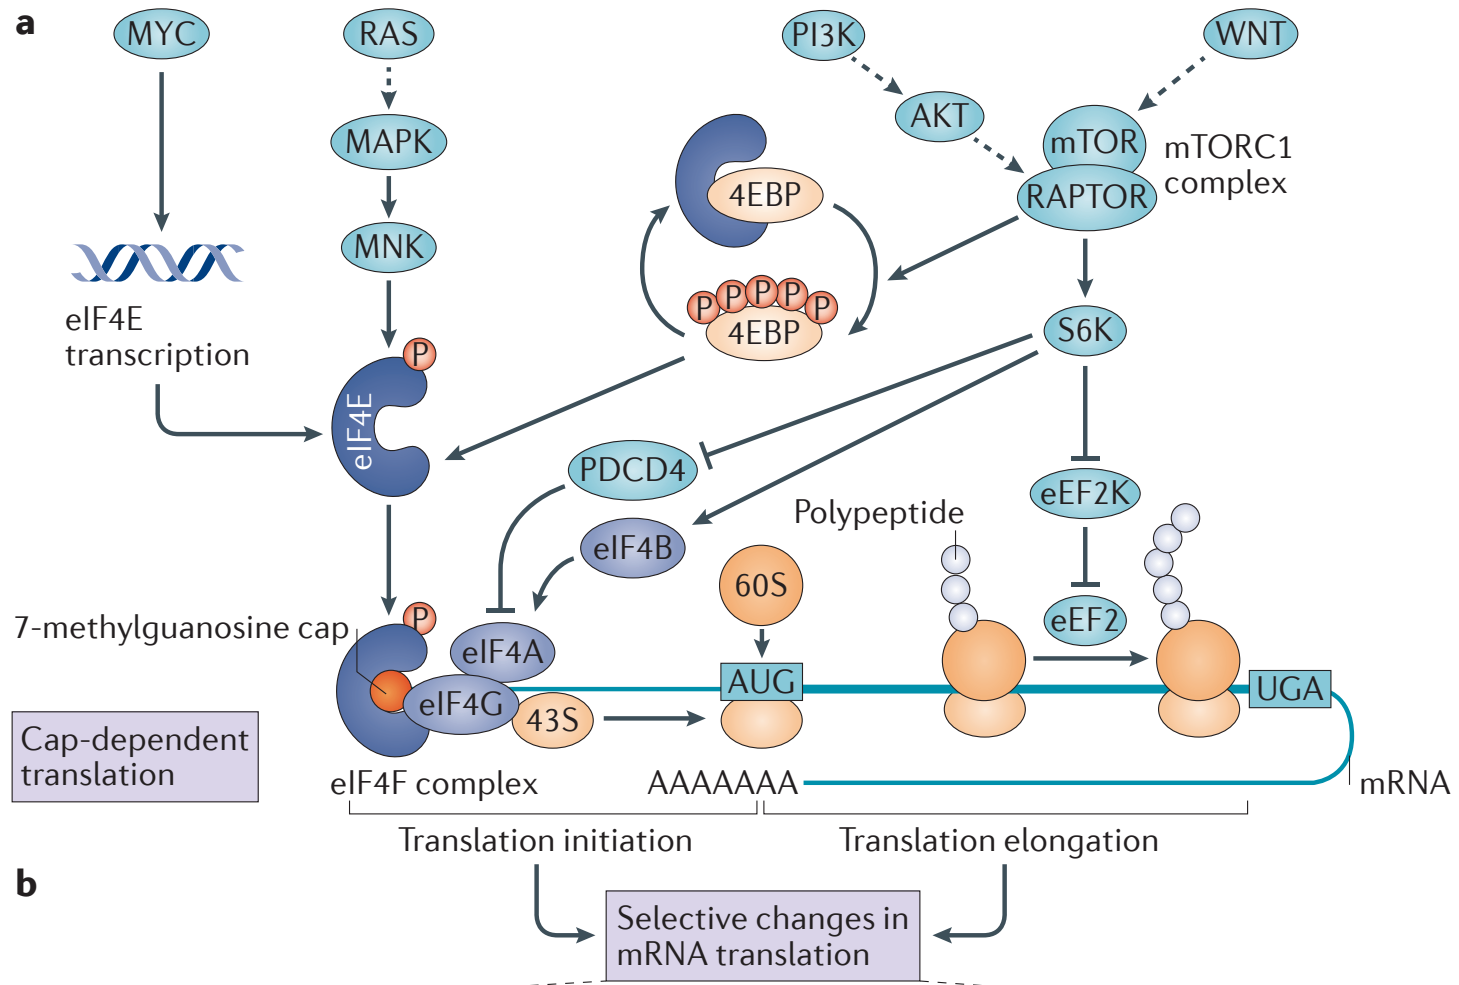 a
MYC
RAS
PI3K
WNT
AKT
MAPK
mTOR
mTORC1
complex
RAPTOR
4EBP
MNK
P P P P P
4EBP
S6K
eIF4E
transcription
P
eIF4E
PDCD4
eEF2K
Polypeptide
eIF4B
60S
eEF2
P
7-methylguanosine cap
eIF4A
AUG
UGA
eIF4G
43S
Cap-dependent
translation
eIF4F complex
AAAAAAA
mRNA
Translation initiation
Translation elongation
b
Selective changes in
mRNA translation